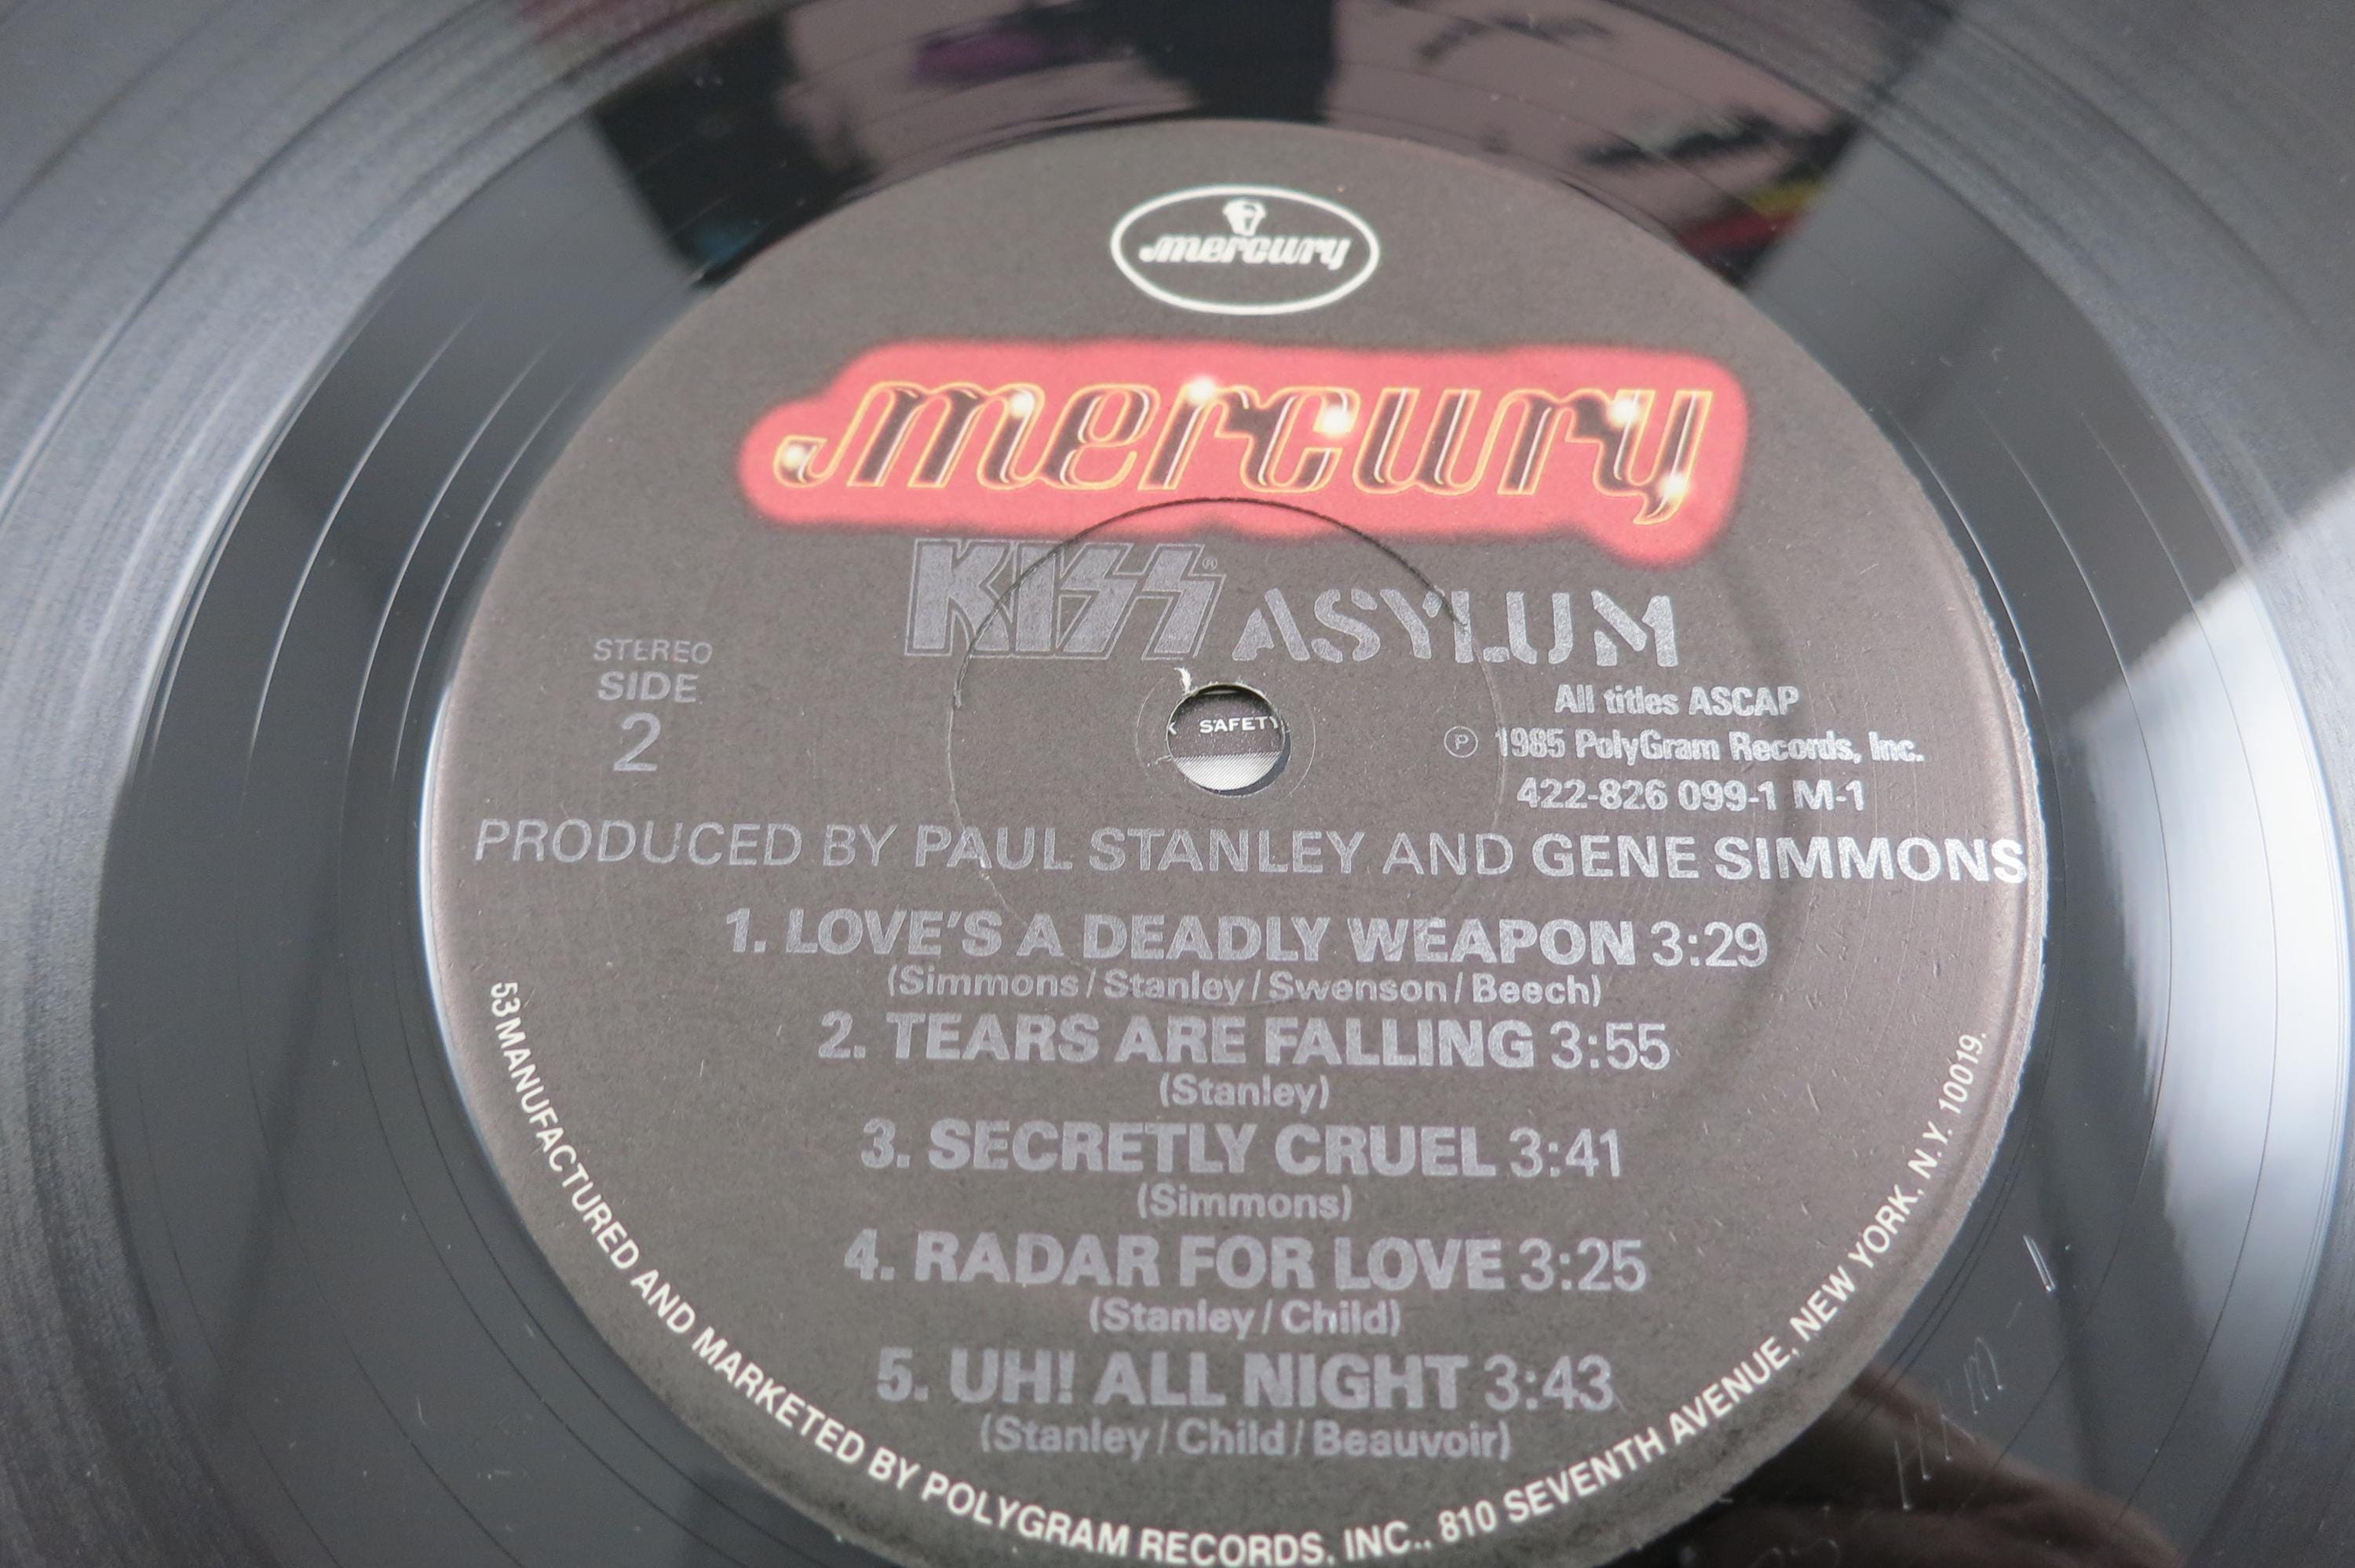 mercury
mercury
KISS® ASYLUM
STEREO
SIDE
2
All titles ASCAP
℗ 1985 PolyGram Records, Inc.
422-826 099-1 M-1
SAFETY
PRODUCED BY PAUL STANLEY AND GENE SIMMONS
1. LOVE'S A DEADLY WEAPON 3:29
(Simmons/Stanley/Swenson/Beech)
2. TEARS ARE FALLING 3:55
(Stanley)
3. SECRETLY CRUEL 3:41
(Simmons)
4. RADAR FOR LOVE 3:25
(Stanley/Child)
5. UH! ALL NIGHT 3:43
(Stanley/Child/Beauvoir)
53 MANUFACTURED AND MARKETED BY POLYGRAM RECORDS, INC., 810 SEVENTH AVENUE, NEW YORK, N.Y. 10019.